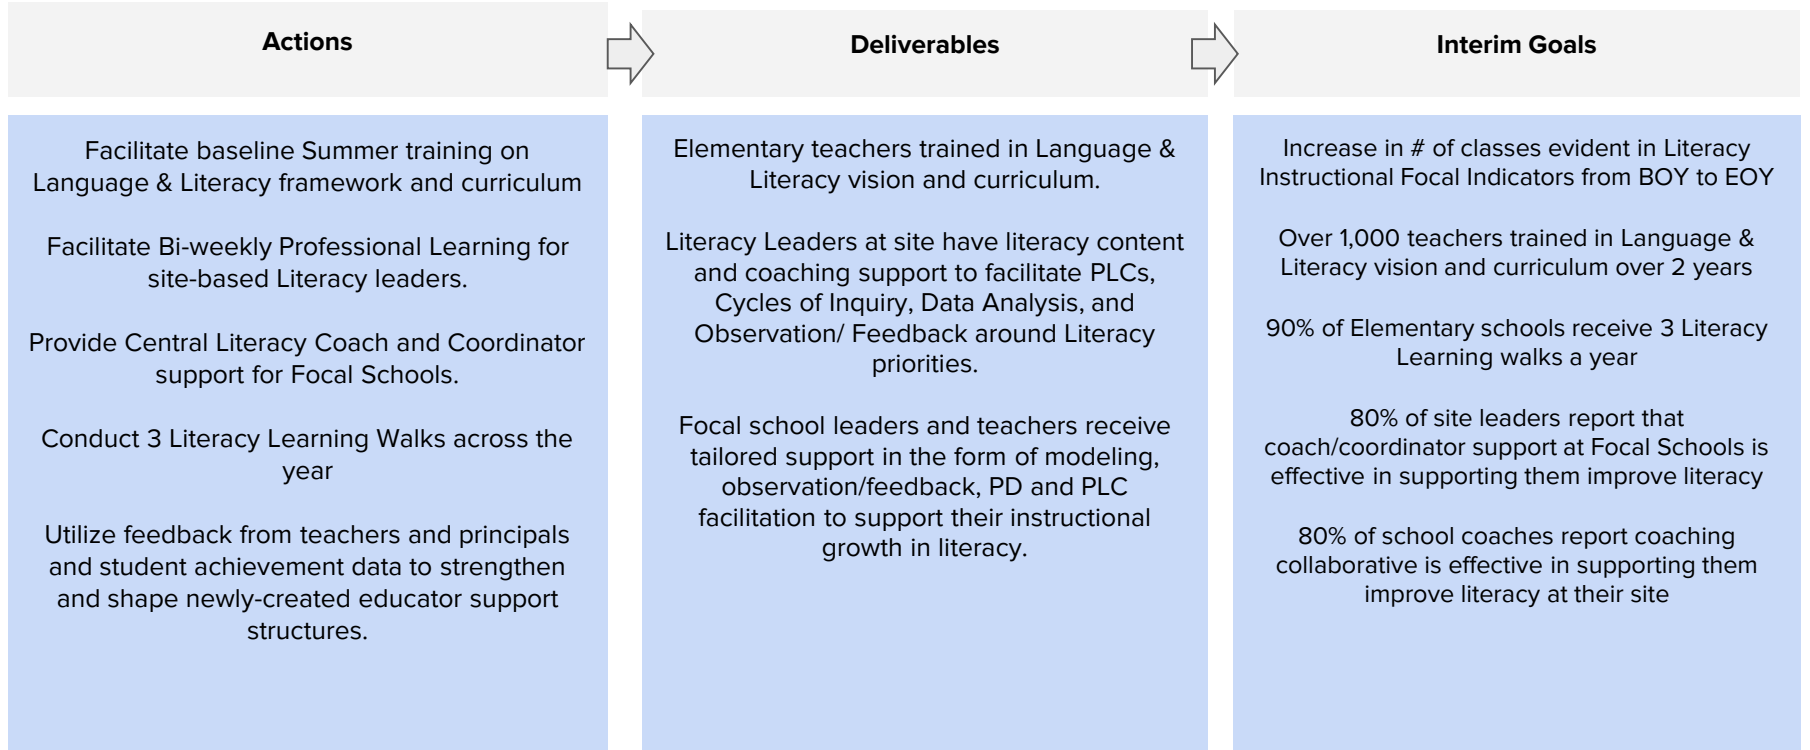 Actions
Deliverables
Interim Goals
Facilitate baseline Summer training on
Language & Literacy framework and curriculum
Facilitate Bi-weekly Professional Learning for
site-based Literacy leaders.
Provide Central Literacy Coach and Coordinator
support for Focal Schools.
Conduct 3 Literacy Learning Walks across the
year
Utilize feedback from teachers and principals
and student achievement data to strengthen
and shape newly-created educator support
structures.
Elementary teachers trained in Language &
Literacy vision and curriculum.
Literacy Leaders at site have literacy content
and coaching support to facilitate PLCs,
Cycles of Inquiry, Data Analysis, and
Observation/ Feedback around Literacy
priorities.
Focal school leaders and teachers receive
tailored support in the form of modeling,
observation/feedback, PD and PLC
facilitation to support their instructional
growth in literacy.
Increase in # of classes evident in Literacy
Instructional Focal Indicators from BOY to EOY
Over 1,000 teachers trained in Language &
Literacy vision and curriculum over 2 years
90% of Elementary schools receive 3 Literacy
Learning walks a year
80% of site leaders report that
coach/coordinator support at Focal Schools is
effective in supporting them improve literacy
80% of school coaches report coaching
collaborative is effective in supporting them
improve literacy at their site